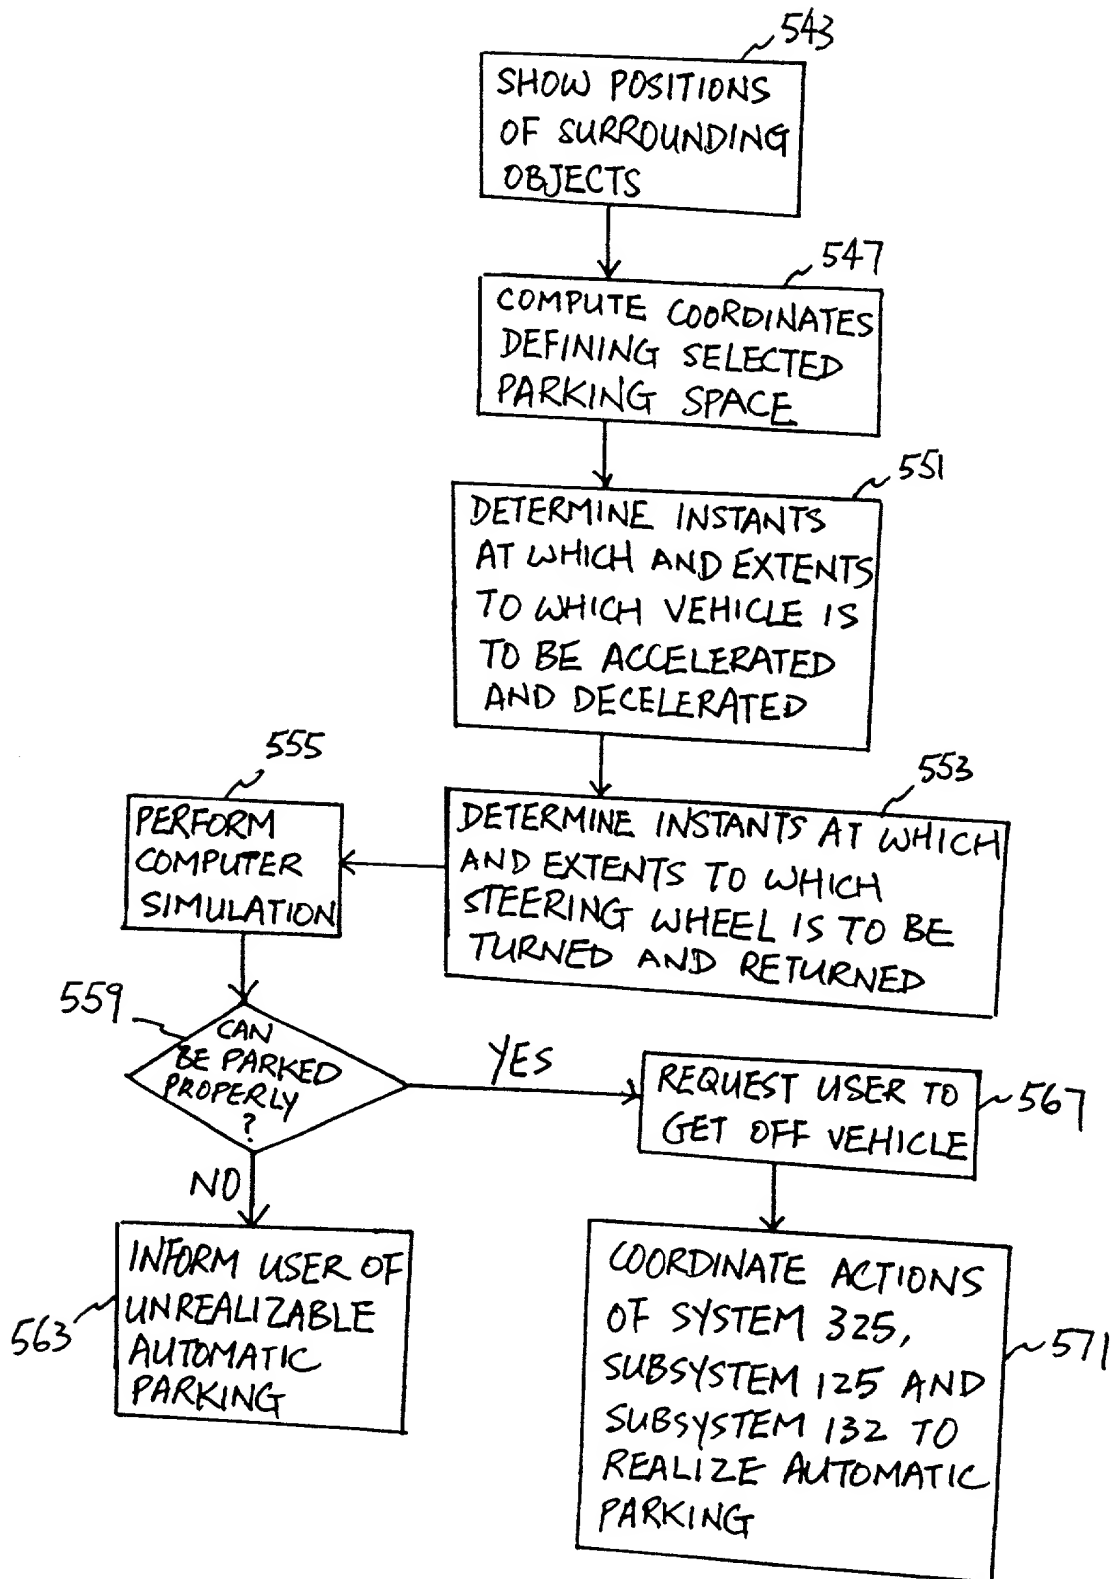 543
SHOW POSITIONS
OF SURROUNDING
OBJECTS
547
COMPUTE COORDINATES
DEFINING SELECTED
PARKING SPACE
551
DETERMINE INSTANTS
AT WHICH AND EXTENTS
TO WHICH VEHICLE IS
TO BE ACCELERATED
AND DECELERATED
553
DETERMINE INSTANTS AT WHICH
AND EXTENTS TO WHICH
STEERING WHEEL IS TO BE
TURNED AND RETURNED
555
PERFORM
COMPUTER
SIMULATION
559
CAN
BE PARKED
PROPERLY
?
YES
NO
REQUEST USER TO
GET OFF VEHICLE
567
INFORM USER OF
UNREALIZABLE
AUTOMATIC
PARKING
563
COORDINATE ACTIONS
OF SYSTEM 325,
SUBSYSTEM 125 AND
SUBSYSTEM 132 TO
REALIZE AUTOMATIC
PARKING
571